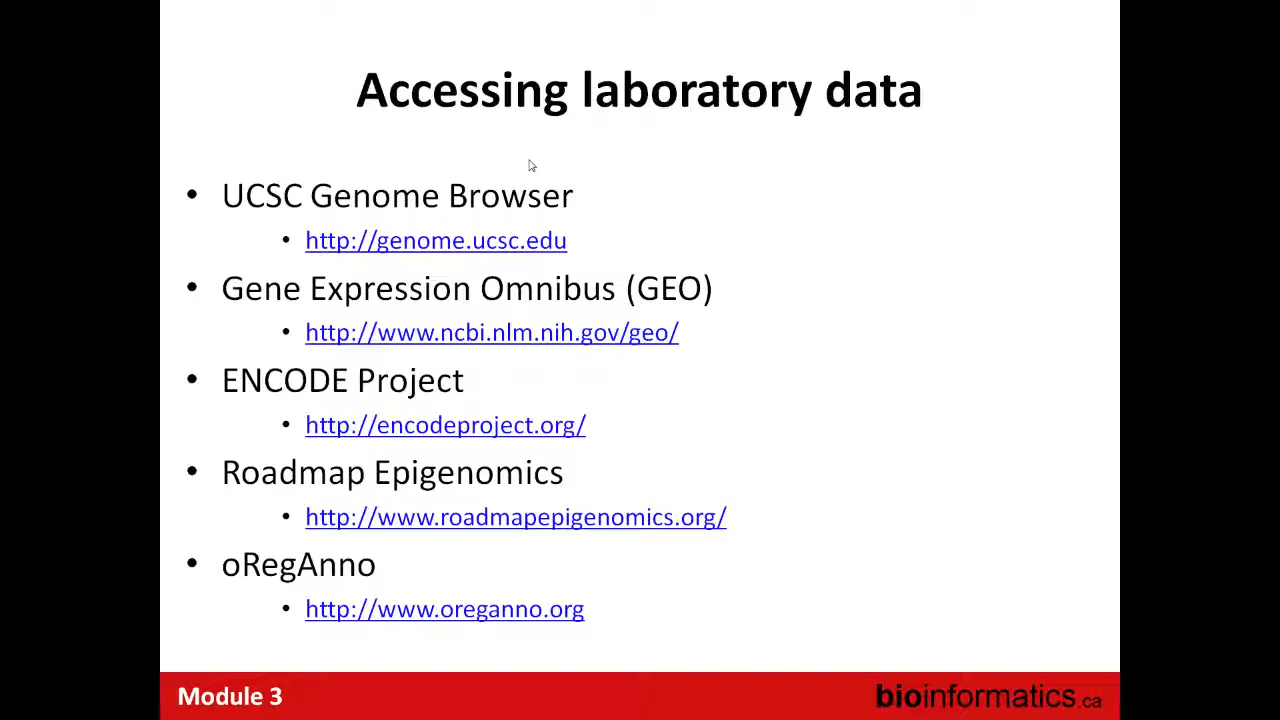 Accessing laboratory data
• UCSC Genome Browser
• http://genome.ucsc.edu
• Gene Expression Omnibus (GEO)
• http://www.ncbi.nlm.nih.gov/geo/
• ENCODE Project
• http://encodeproject.org/
• Roadmap Epigenomics
• http://www.roadmapepigenomics.org/
• oRegAnno
• http://www.oreganno.org
Module 3
bioinformatics.ca